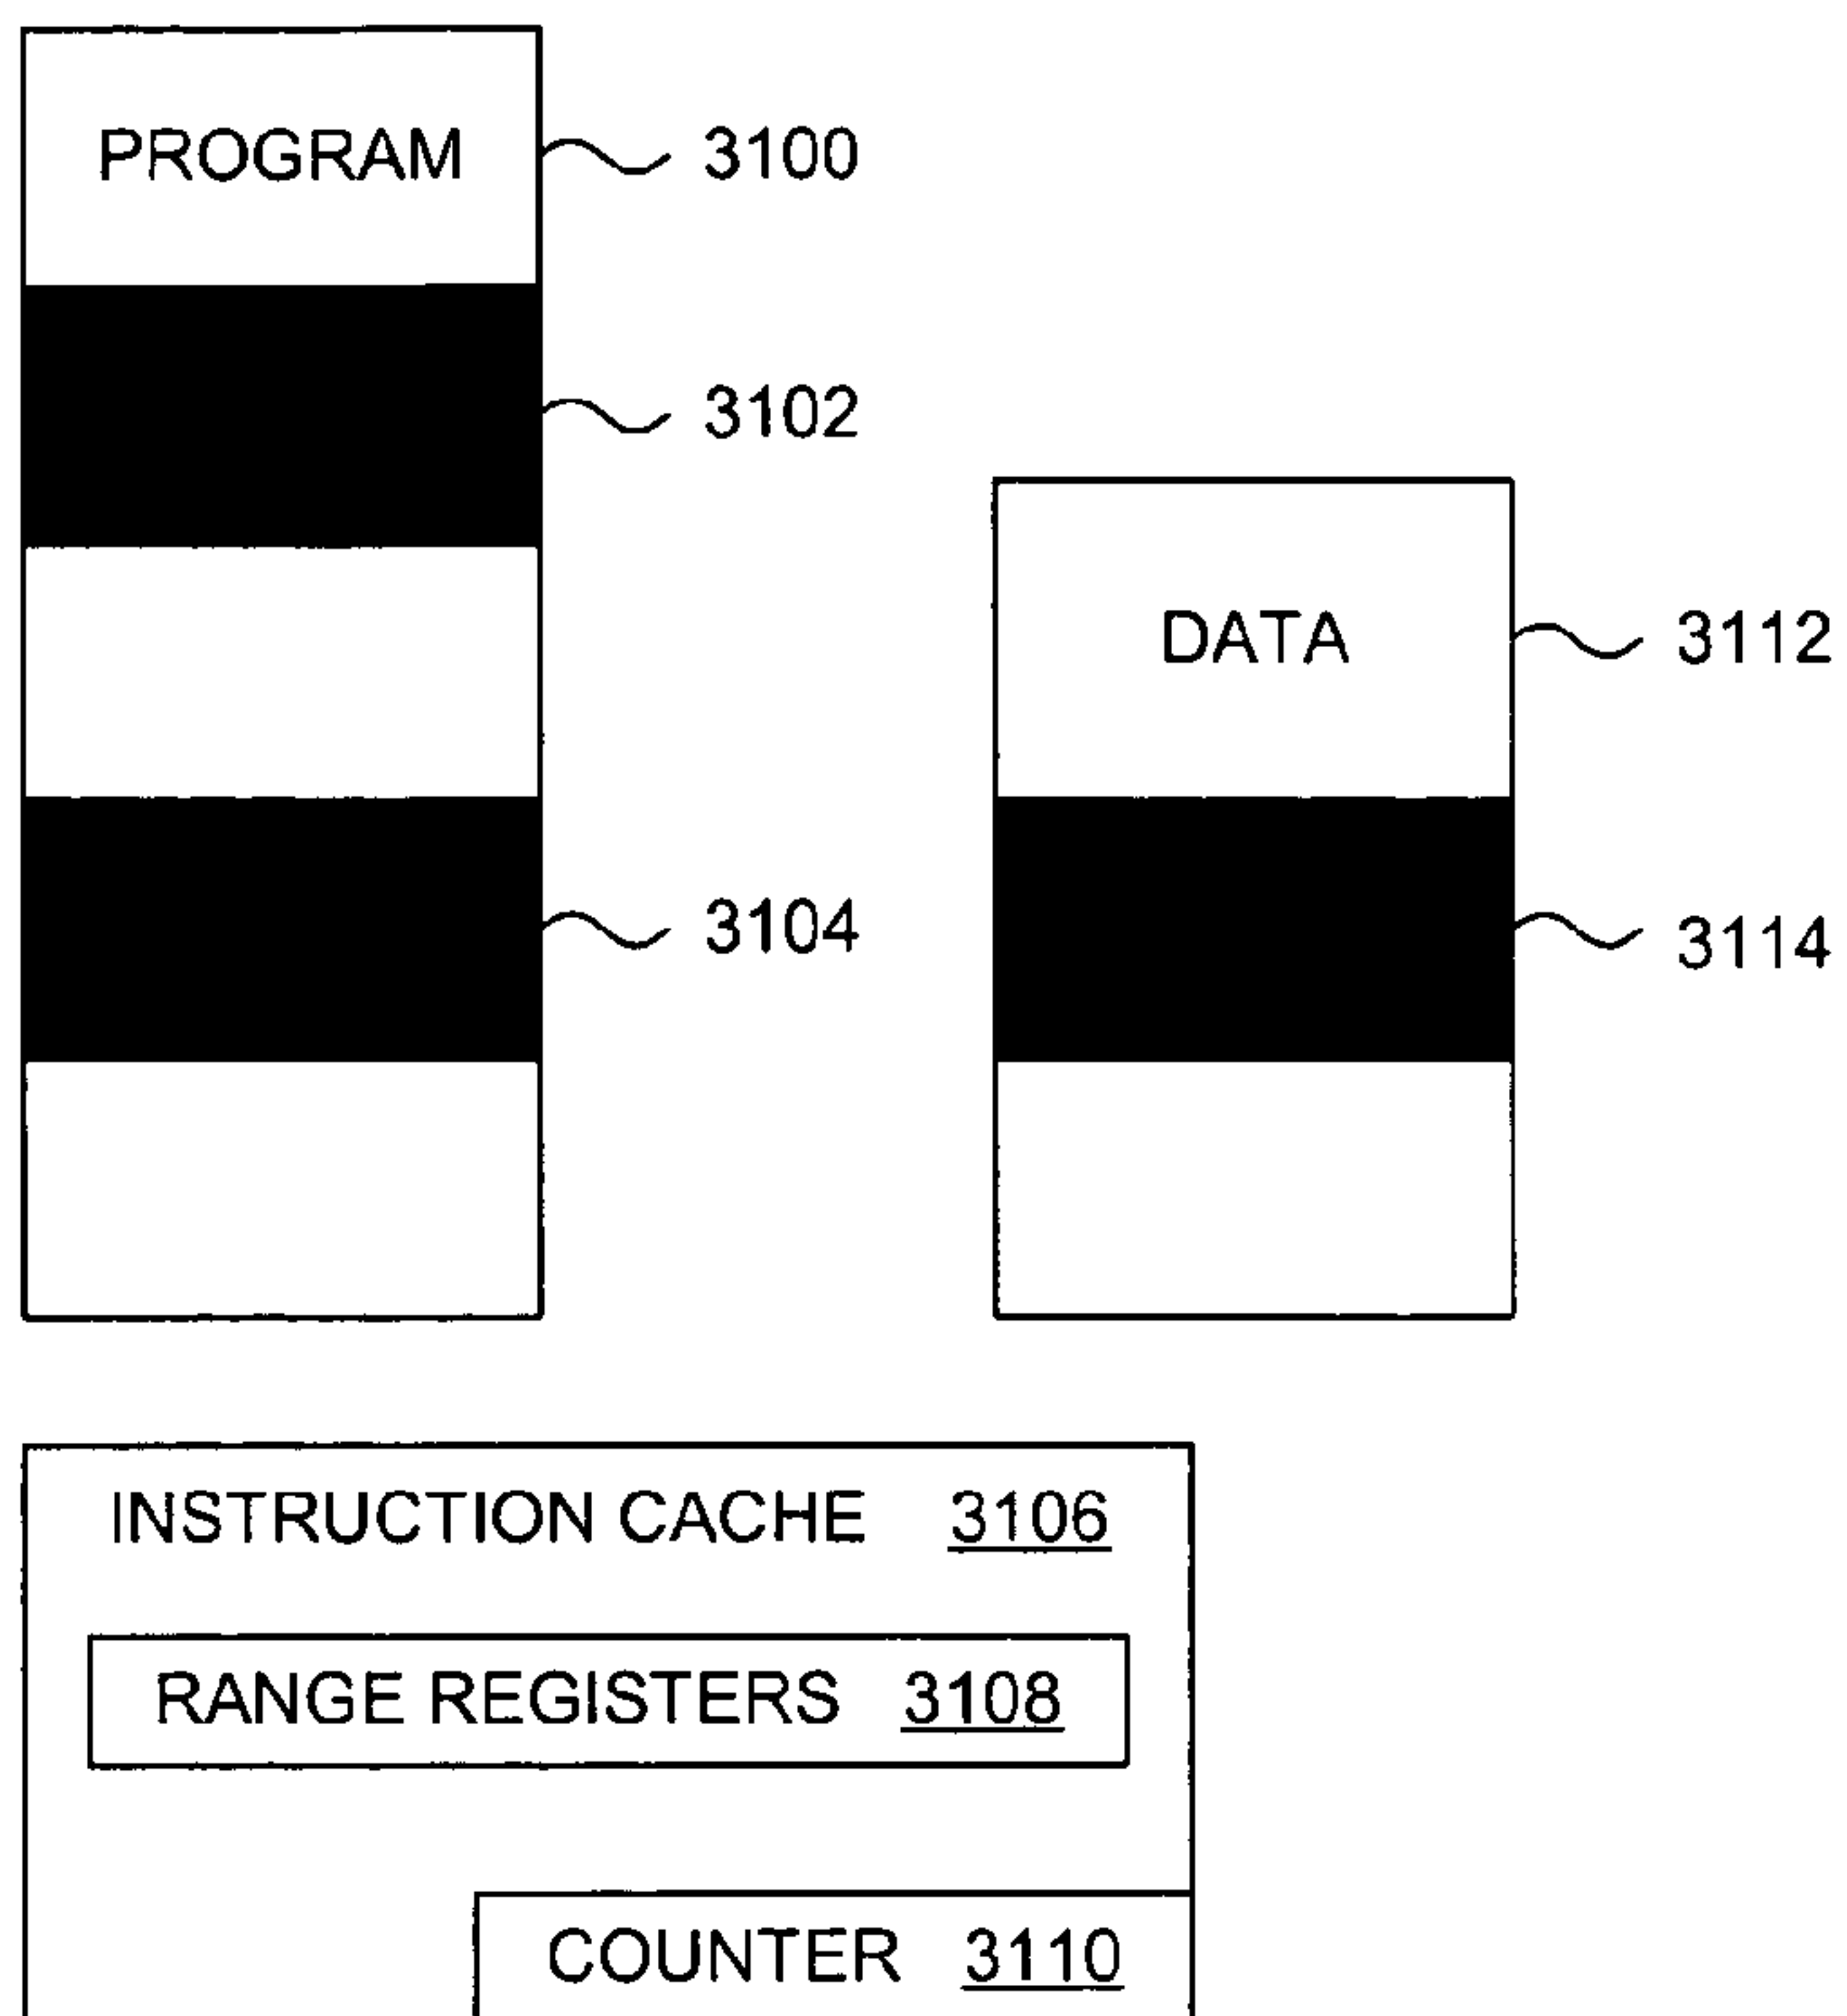 PROGRAM 3100
3102
DATA 3112
3104
3114
INSTRUCTION CACHE 3106
RANGE REGISTERS 3108
COUNTER 3110